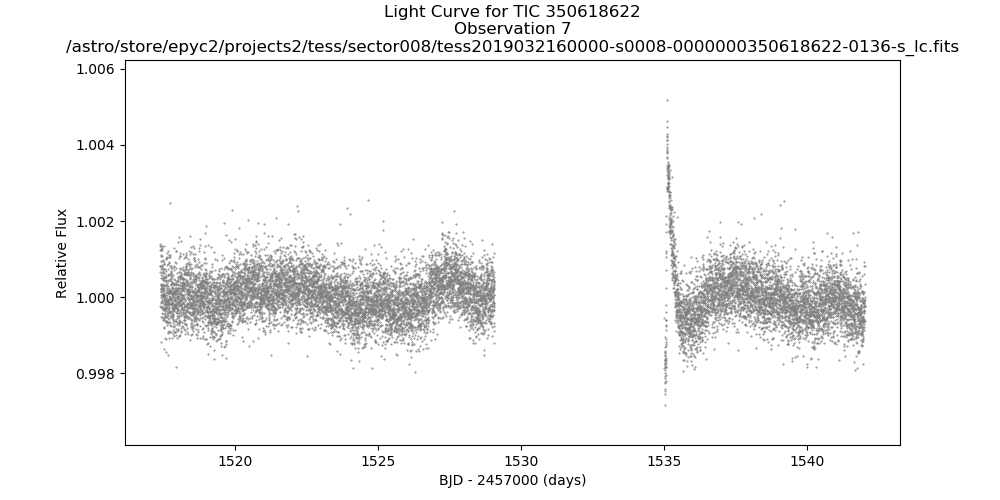 Light Curve for TIC 350618622
Observation 7
/astro/store/epyc2/projects2/tess/sector008/tess2019032160000-s0008-0000000350618622-0136-s_lc.fits
1.006
1.004
1.002
1.000
0.998
Relative Flux
1520
1525
1530
1535
1540
BJD - 2457000 (days)